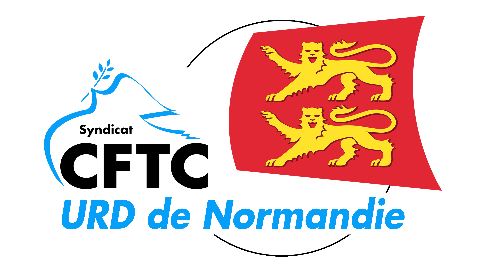 Syndicat
CFTC
URD de Normandie